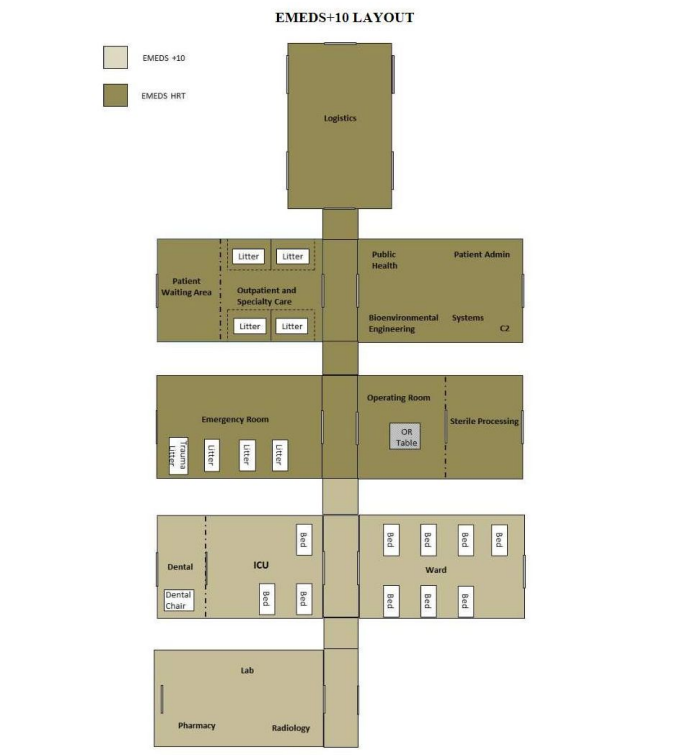 EMEDS+10 LAYOUT
EMEDS +10
EMEDS HRT
Logistics
Patient
Waiting Area
Litter
Litter
Outpatient and
Specialty Care
Litter
Litter
Public
Health
Patient Admin
Bioenvironmental
Engineering
Systems
C2
Emergency Room
Trauma
Litter
Litter
Litter
Litter
Operating Room
OR
Table
Sterile Processing
Dental
Dental
Chair
ICU
Bed
Bed
Bed
Bed
Bed
Bed
Bed
Ward
Bed
Bed
Bed
Lab
Pharmacy
Radiology